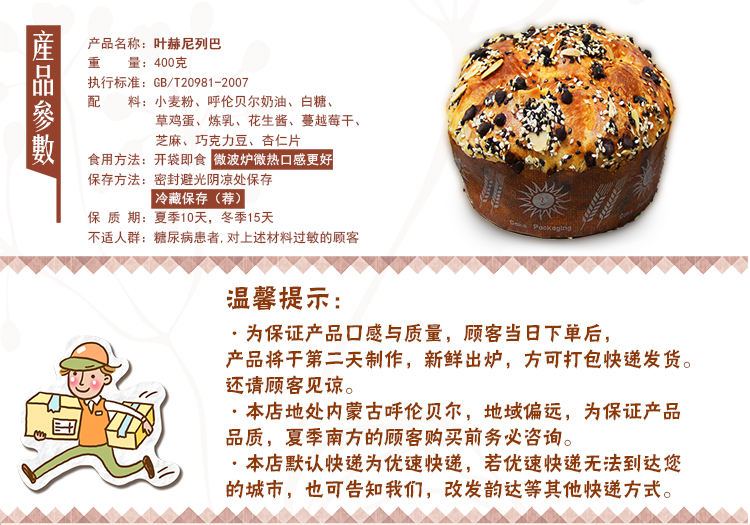 産品參數
产品名称：叶赫尼列巴
重　　量：400克
执行标准：GB/T20981-2007
配　　料：小麦粉、呼伦贝尔奶油、白糖、
草鸡蛋、炼乳、花生酱、蔓越莓干、
芝麻、巧克力豆、杏仁片
食用方法：开袋即食 微波炉微热口感更好
保存方法：密封避光阴凉处保存
冷藏保存（荐）
保 质 期：夏季10天，冬季15天
不适人群：糖尿病患者,对上述材料过敏的顾客
Packaging
温馨提示：
·为保证产品口感与质量，顾客当日下单后，
产品将于第二天制作，新鲜出炉，方可打包快递发货。
还请顾客见谅。
·本店地处内蒙古呼伦贝尔，地域偏远，为保证产品
品质，夏季南方的顾客购买前务必咨询。
·本店默认快递为优速快递，若优速快递无法到达您
的城市，也可告知我们，改发韵达等其他快递方式。